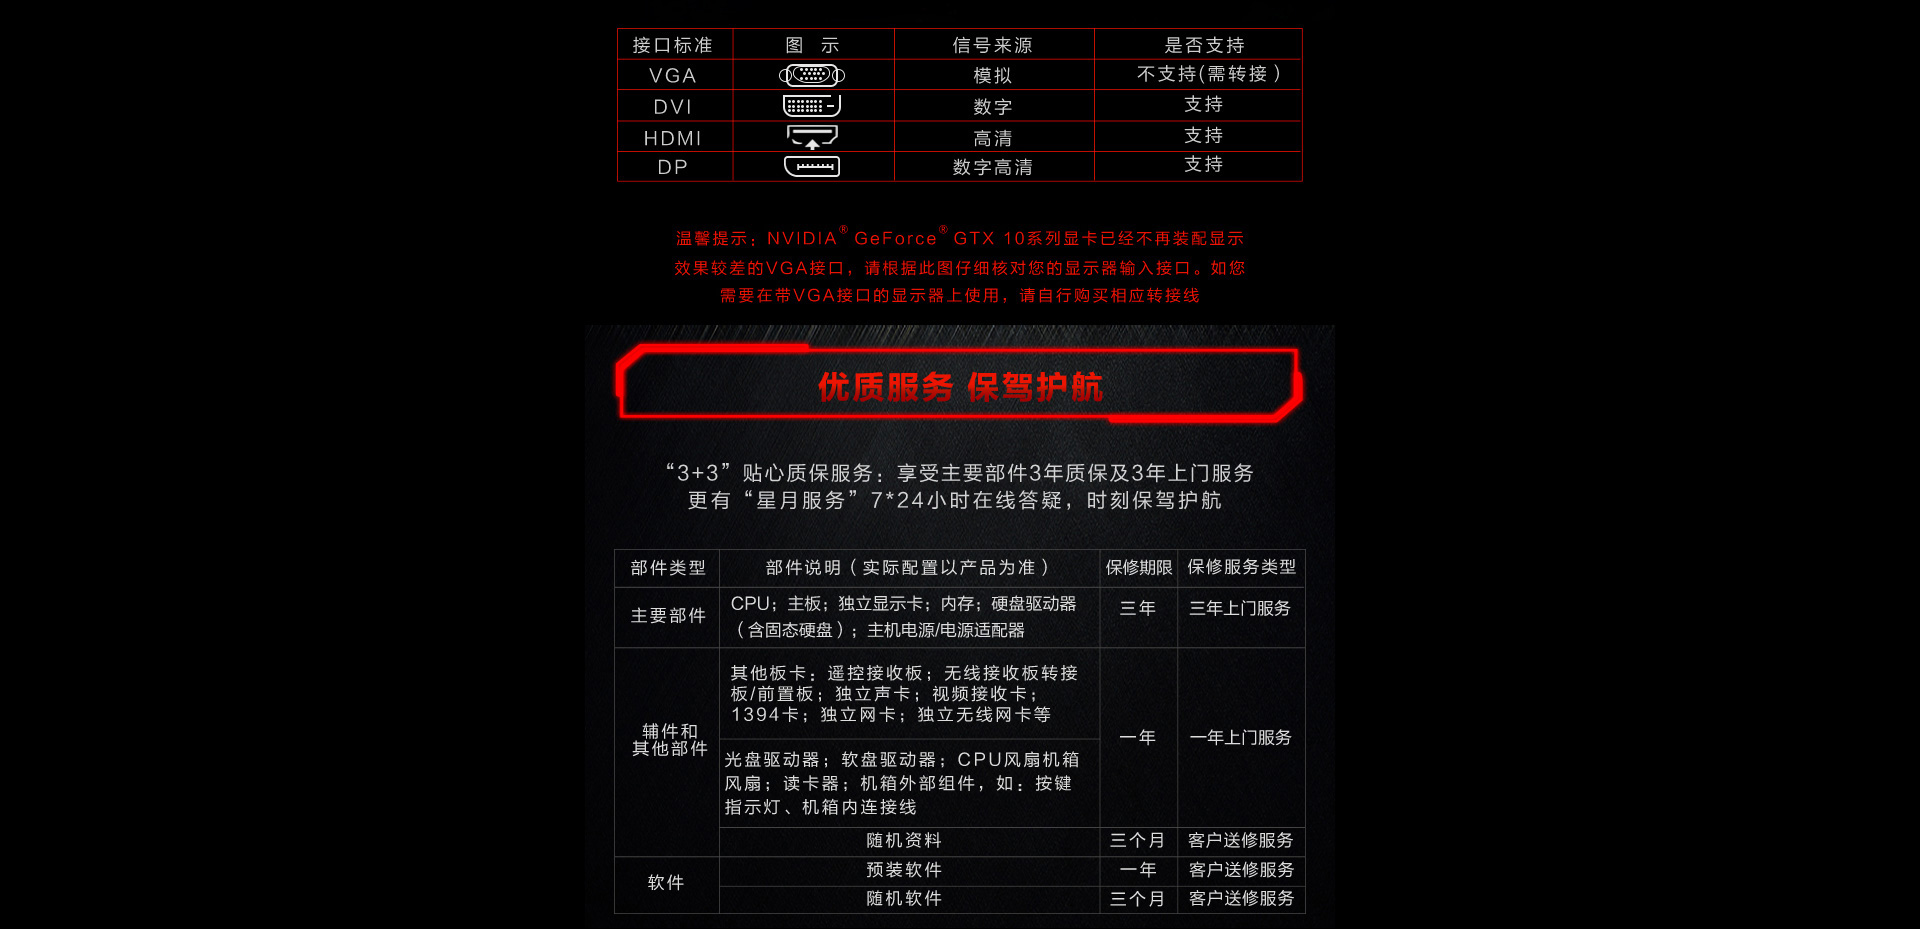 接口标准 图 示 信号来源 是否支持
VGA 模拟 不支持(需转接)
DVI 数字 支持
HDMI 高清 支持
DP 数字高清 支持
温馨提示：NVIDIA® GeForce® GTX 10系列显卡已经不再装配显示
效果较差的VGA接口，请根据此图仔细核对您的显示器输入接口。如您
需要在带VGA接口的显示器上使用，请自行购买相应转接线
优质服务 保驾护航
“3+3”贴心质保服务：享受主要部件3年质保及3年上门服务
更有“星月服务”7*24小时在线答疑，时刻保驾护航
部件类型 部件说明（实际配置以产品为准） 保修期限 保修服务类型
主要部件 CPU；主板；独立显示卡；内存；硬盘驱动器 三年 三年上门服务
（含固态硬盘）；主机电源/电源适配器
其他板卡：遥控接收板；无线接收板转接
板/前置板；独立声卡；视频接收卡；
1394卡；独立网卡；独立无线网卡等
辅件和
其他部件
一年 一年上门服务
光盘驱动器；软盘驱动器；CPU风扇机箱
风扇；读卡器；机箱外部组件，如：按键
指示灯、机箱内连接线
随机资料 三个月 客户送修服务
软件 预装软件 一年 客户送修服务
随机软件 三个月 客户送修服务